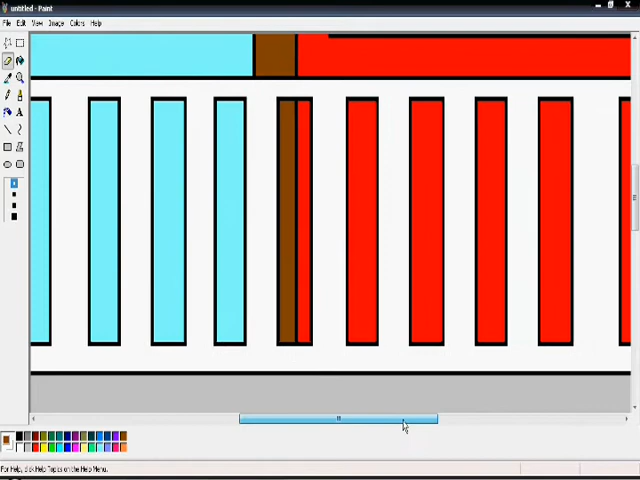 untitled - Paint
File Edit View Image Colors Help
A
For Help, click Help Topics on the Help Menu.